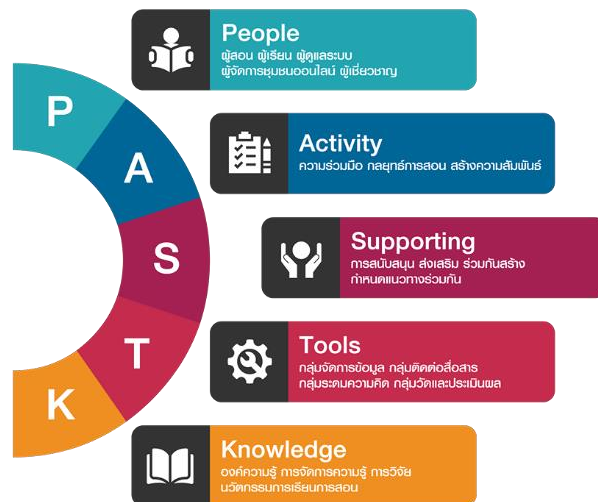 P
People
ผู้สอน ผู้เรียน ผู้ดูแลระบบ
ผู้จัดการชุมชนออนไลน์ ผู้เชี่ยวชาญ
A
Activity
ความร่วมมือ กลยุทธ์การสอน สร้างความสัมพันธ์
S
Supporting
การสนับสนุน ส่งเสริม ร่วมกันสร้าง
กำหนดแนวทางร่วมกัน
T
Tools
กลุ่มจัดการข้อมูล กลุ่มติดต่อสื่อสาร
กลุ่มระดมความคิด กลุ่มวัดและประเมินผล
K
Knowledge
องค์ความรู้ การจัดการความรู้ การวิจัย
นวัตกรรมการเรียนการสอน